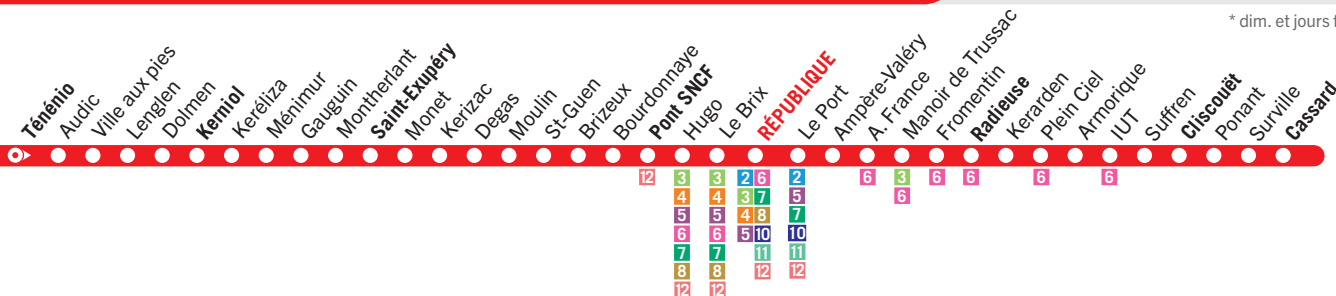 * dim. et jours f
Ténénio
Audic
Ville aux pies
Lenglen
Dolmen
Kerniol
Keréliza
Ménimur
Gauguin
Montherlant
Saint-Exupéry
Monet
Kerizac
Degas
Moulin
St-Guen
Brizeux
Bourdonnaye
Pont SNCF
Hugo
Le Brix
RÉPUBLIQUE
Le Port
Ampère-Valéry
A. France
Manoir de Trussac
Fromentin
Radieuse
Kerarden
Plein Ciel
Armorique
IUT
Suffren
Cliscouët
Ponant
Surville
Cassard
12
3
4
5
6
7
8
12
3
4
5
6
7
8
12
2 6
3 7
4 8
5 10
11
12
2
5
7
10
11
12
6
3
6
6
6
6
6